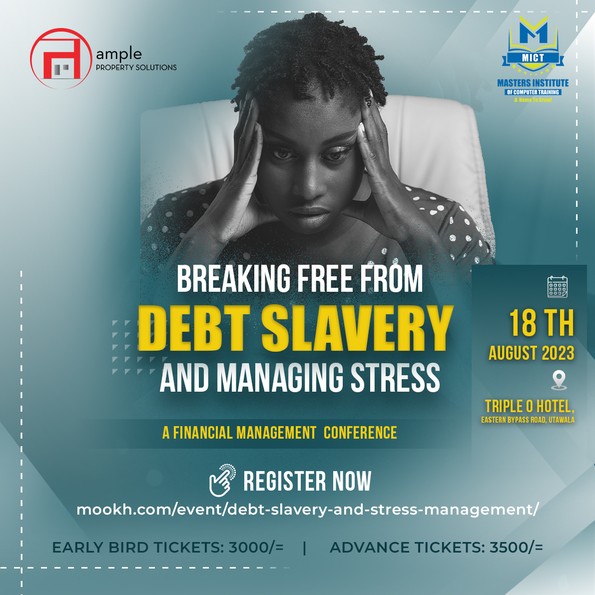 ample
PROPERTY SOLUTIONS
M
MICT
MASTERS INSTITUTE
OF COMPUTER TRAINING
BREAKING FREE FROM
DEBT SLAVERY
AND MANAGING STRESS
18 TH
AUGUST 2023
TRIPLE O HOTEL,
EASTERN BYPASS ROAD, UTAWALA
A FINANCIAL MANAGEMENT CONFERENCE
REGISTER NOW
mookh.com/event/debt-slavery-and-stress-management/
EARLY BIRD TICKETS: 3000/= | ADVANCE TICKETS: 3500/=